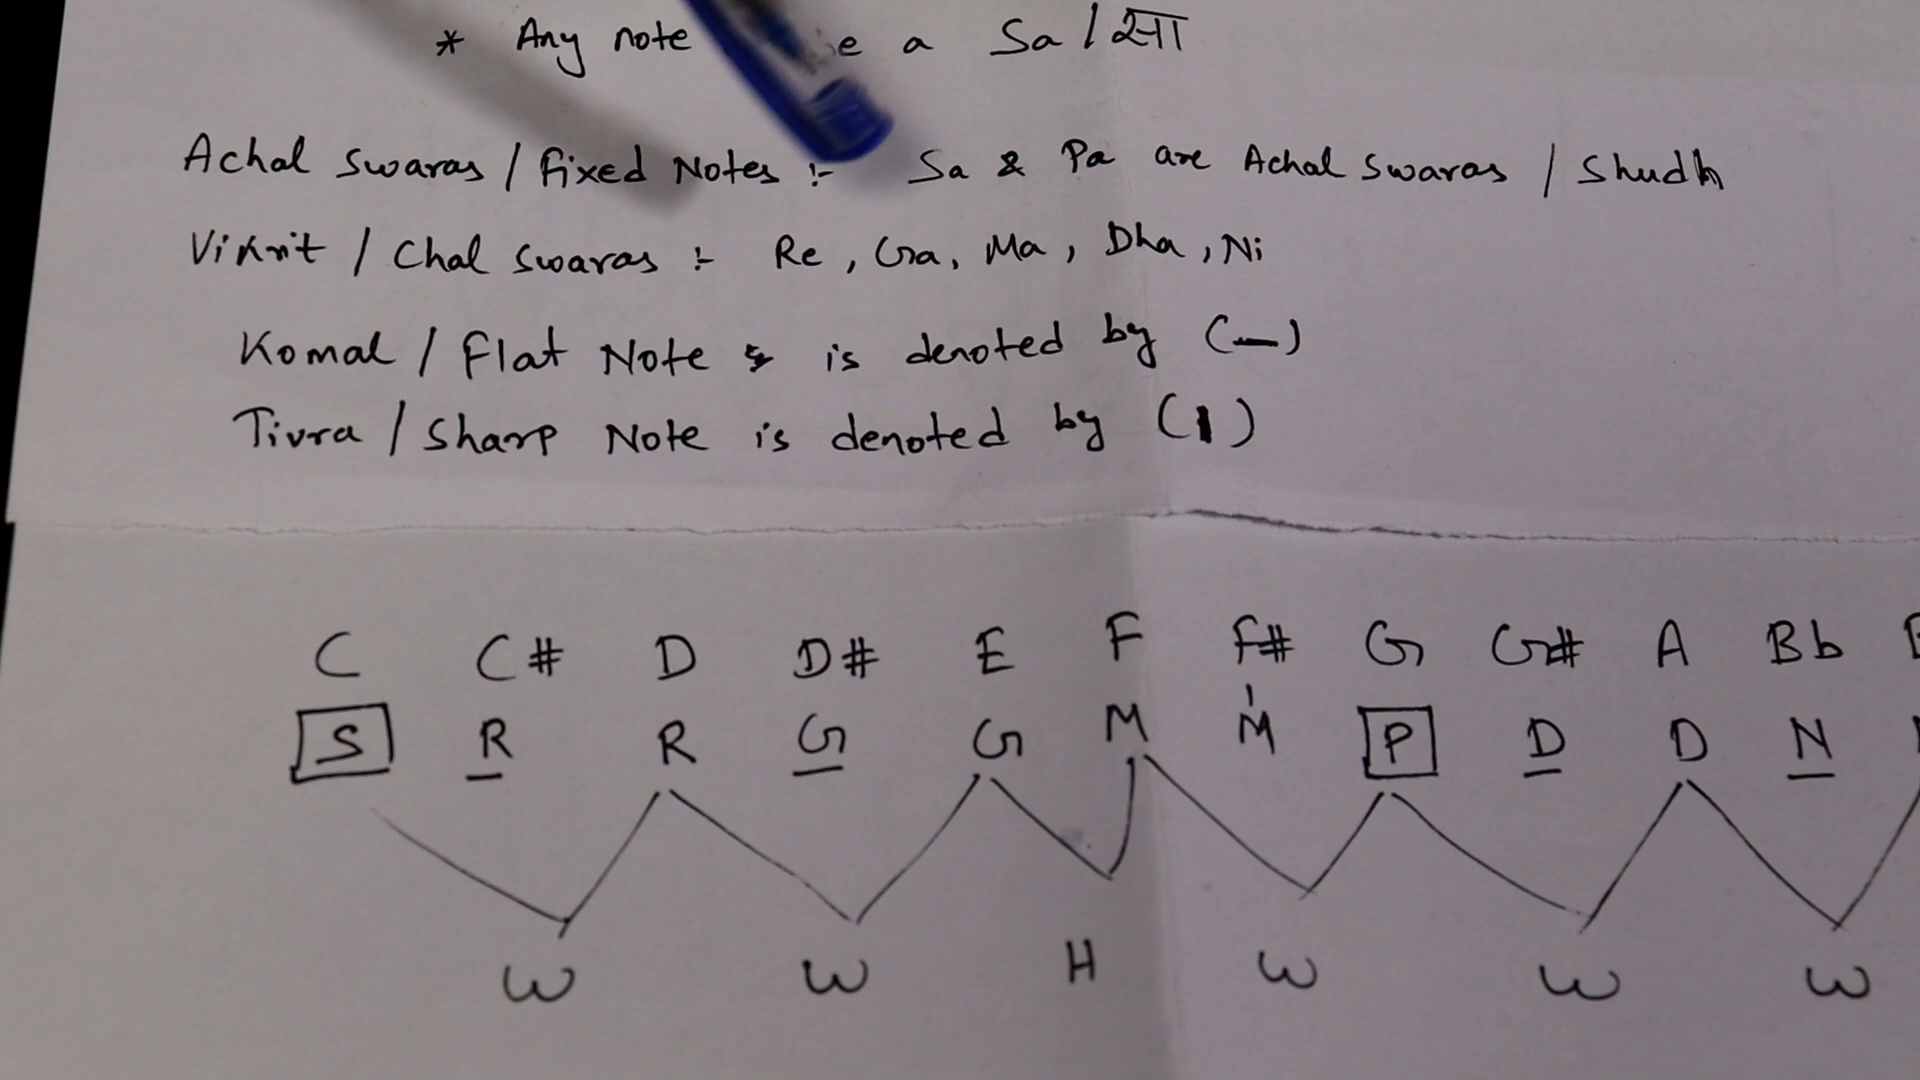 * Any note e a Sa / सा
Achal Swaras / Fixed Notes :- Sa & Pa are Achal Swaras / Shudh
Vikrit / Chal Swaras :- Re, Ga, Ma, Dha, Ni
Komal / Flat Note is denoted by (—)
Tivra / Sharp Note is denoted by (|)
C C# D D# E F F# G G# A Bb
S R̲ R G̲ G M M̍ P D̲ D N̲
W W H W W W